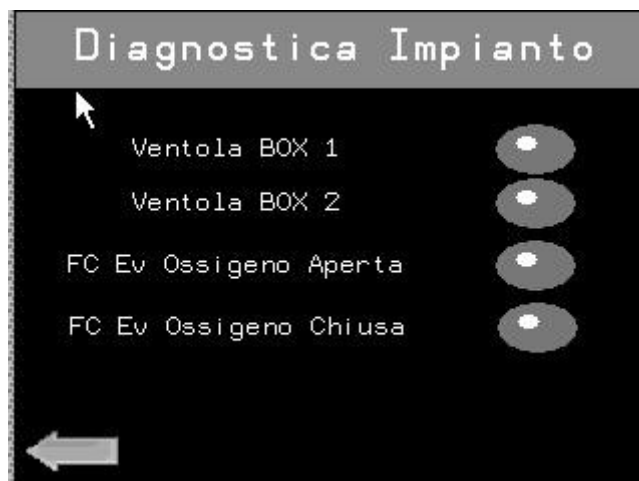 Diagnostica Impianto
Ventola BOX 1
Ventola BOX 2
FC Ev Ossigeno Aperta
FC Ev Ossigeno Chiusa